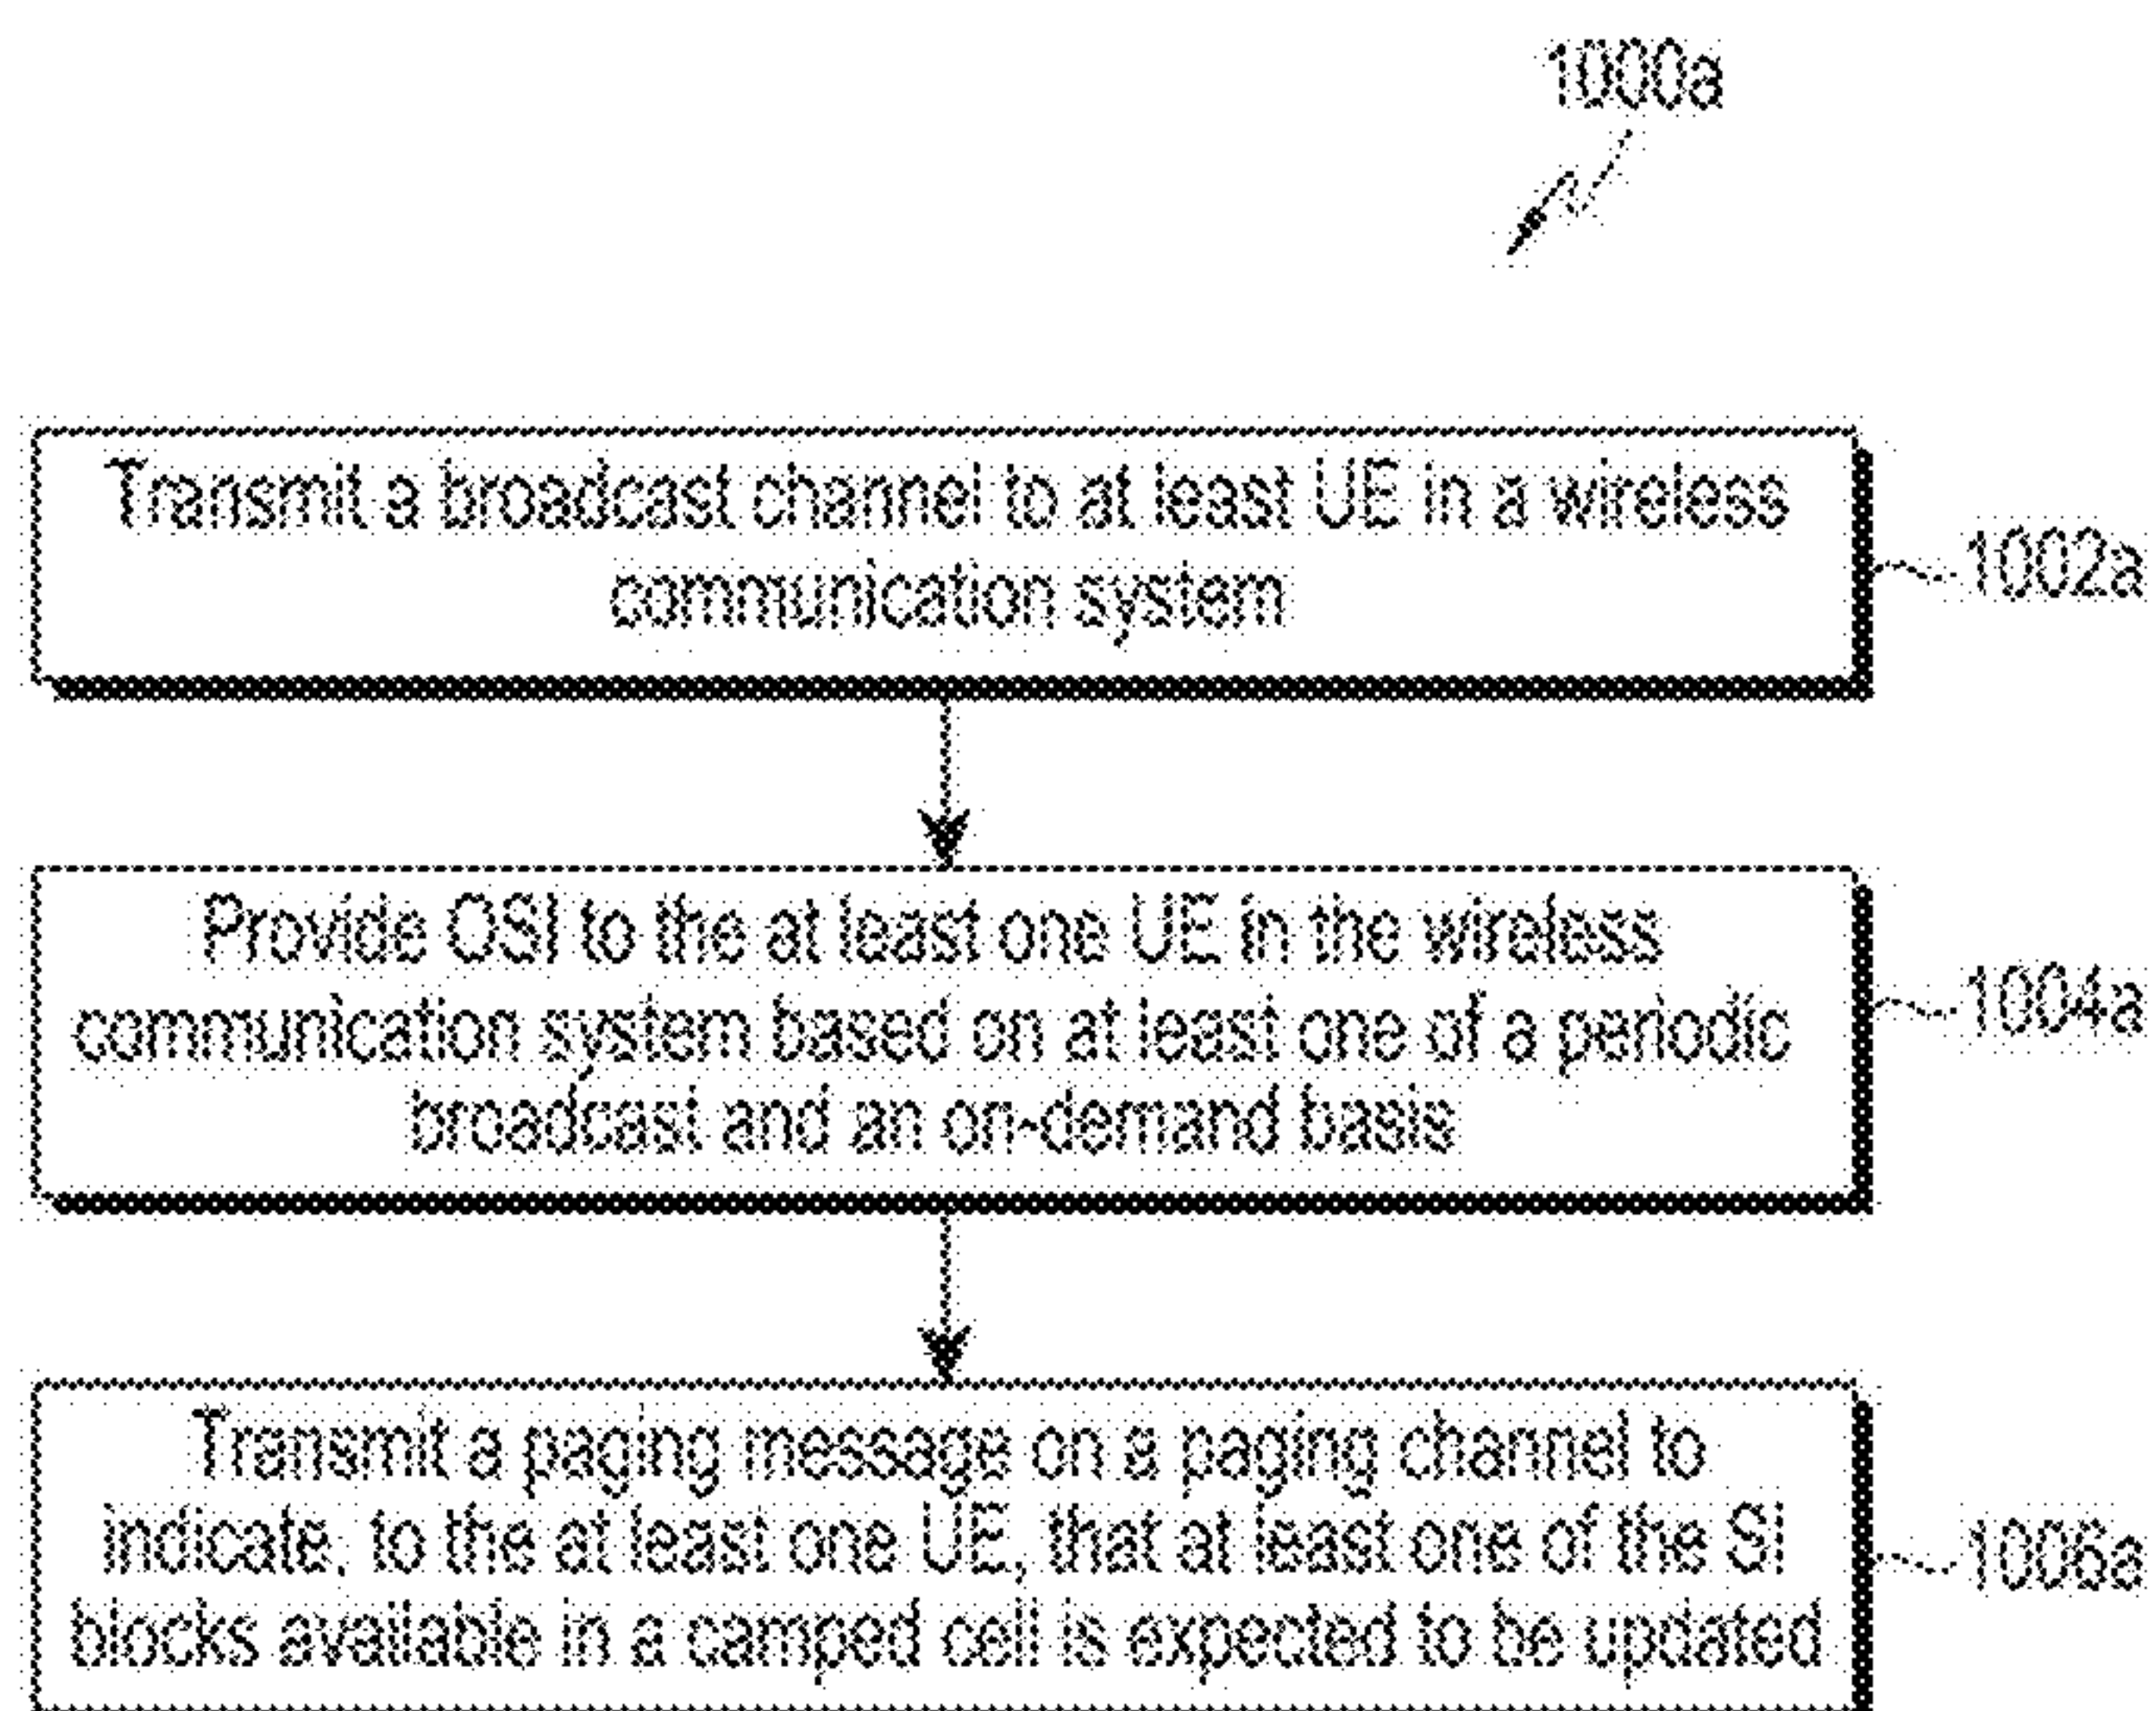 1000a
Transmit a broadcast channel to at least UE in a wireless
communication system
1002a
Provide OSI to the at least one UE in the wireless
communication system based on at least one of a periodic
broadcast and an on-demand basis
1004a
Transmit a paging message on a paging channel to
indicate, to the at least one UE, that at least one of the SI
blocks available in a camped cell is expected to be updated
1006a